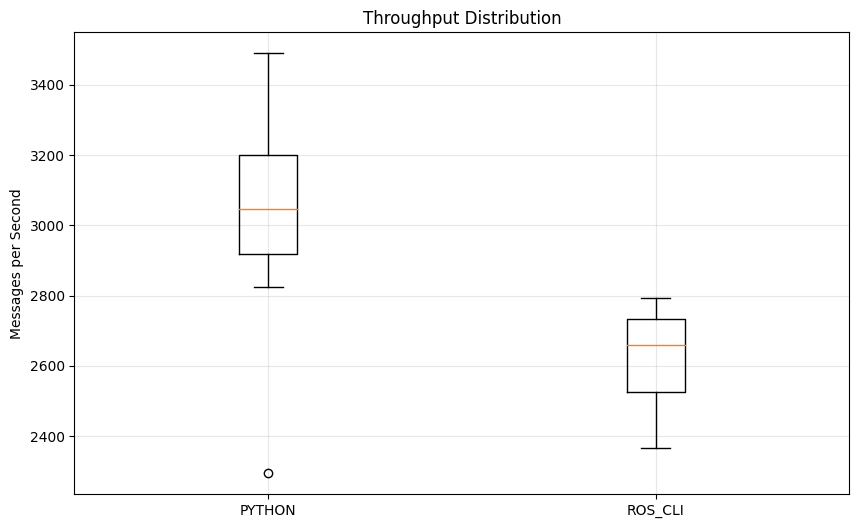 Throughput Distribution
Messages per Second
3400
3200
3000
2800
2600
2400
PYTHON
ROS_CLI